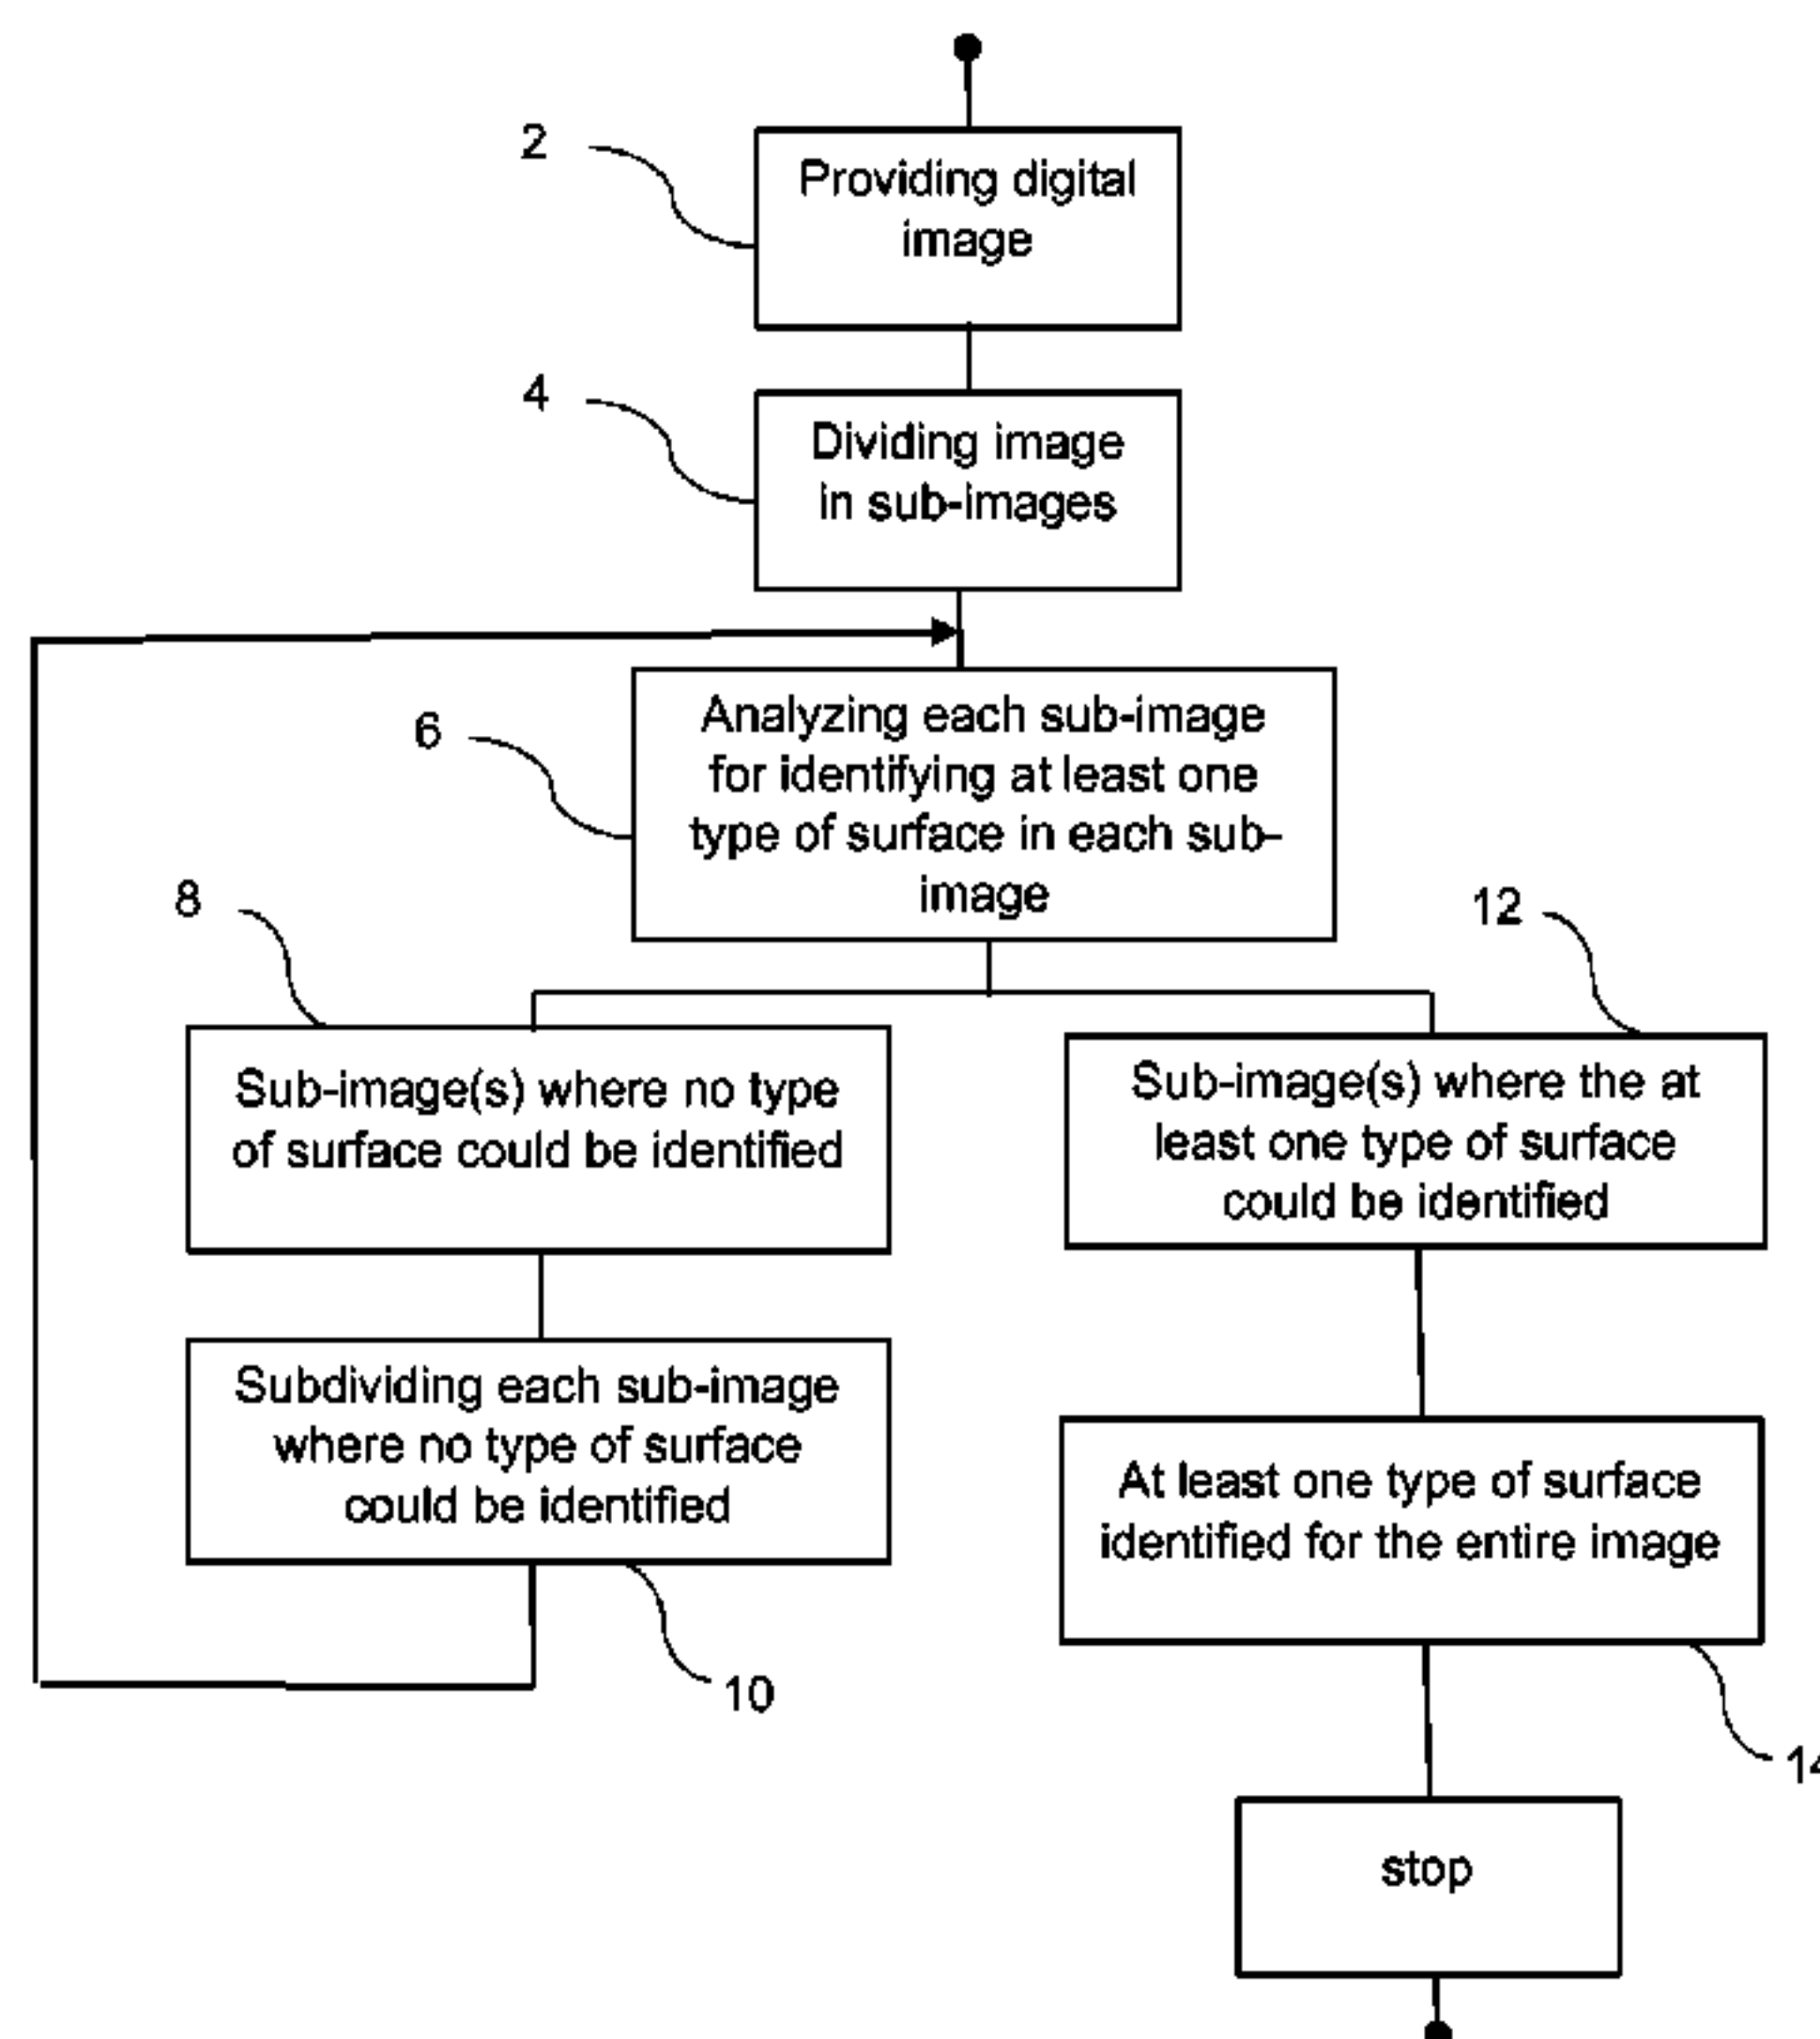 2
Providing digital
image
4
Dividing image
in sub-images
6
Analyzing each sub-image
for identifying at least one
type of surface in each sub-
image
8
Sub-image(s) where no type
of surface could be identified
12
Sub-image(s) where the at
least one type of surface
could be identified
Subdividing each sub-image
where no type of surface
could be identified
10
At least one type of surface
identified for the entire image
14
stop